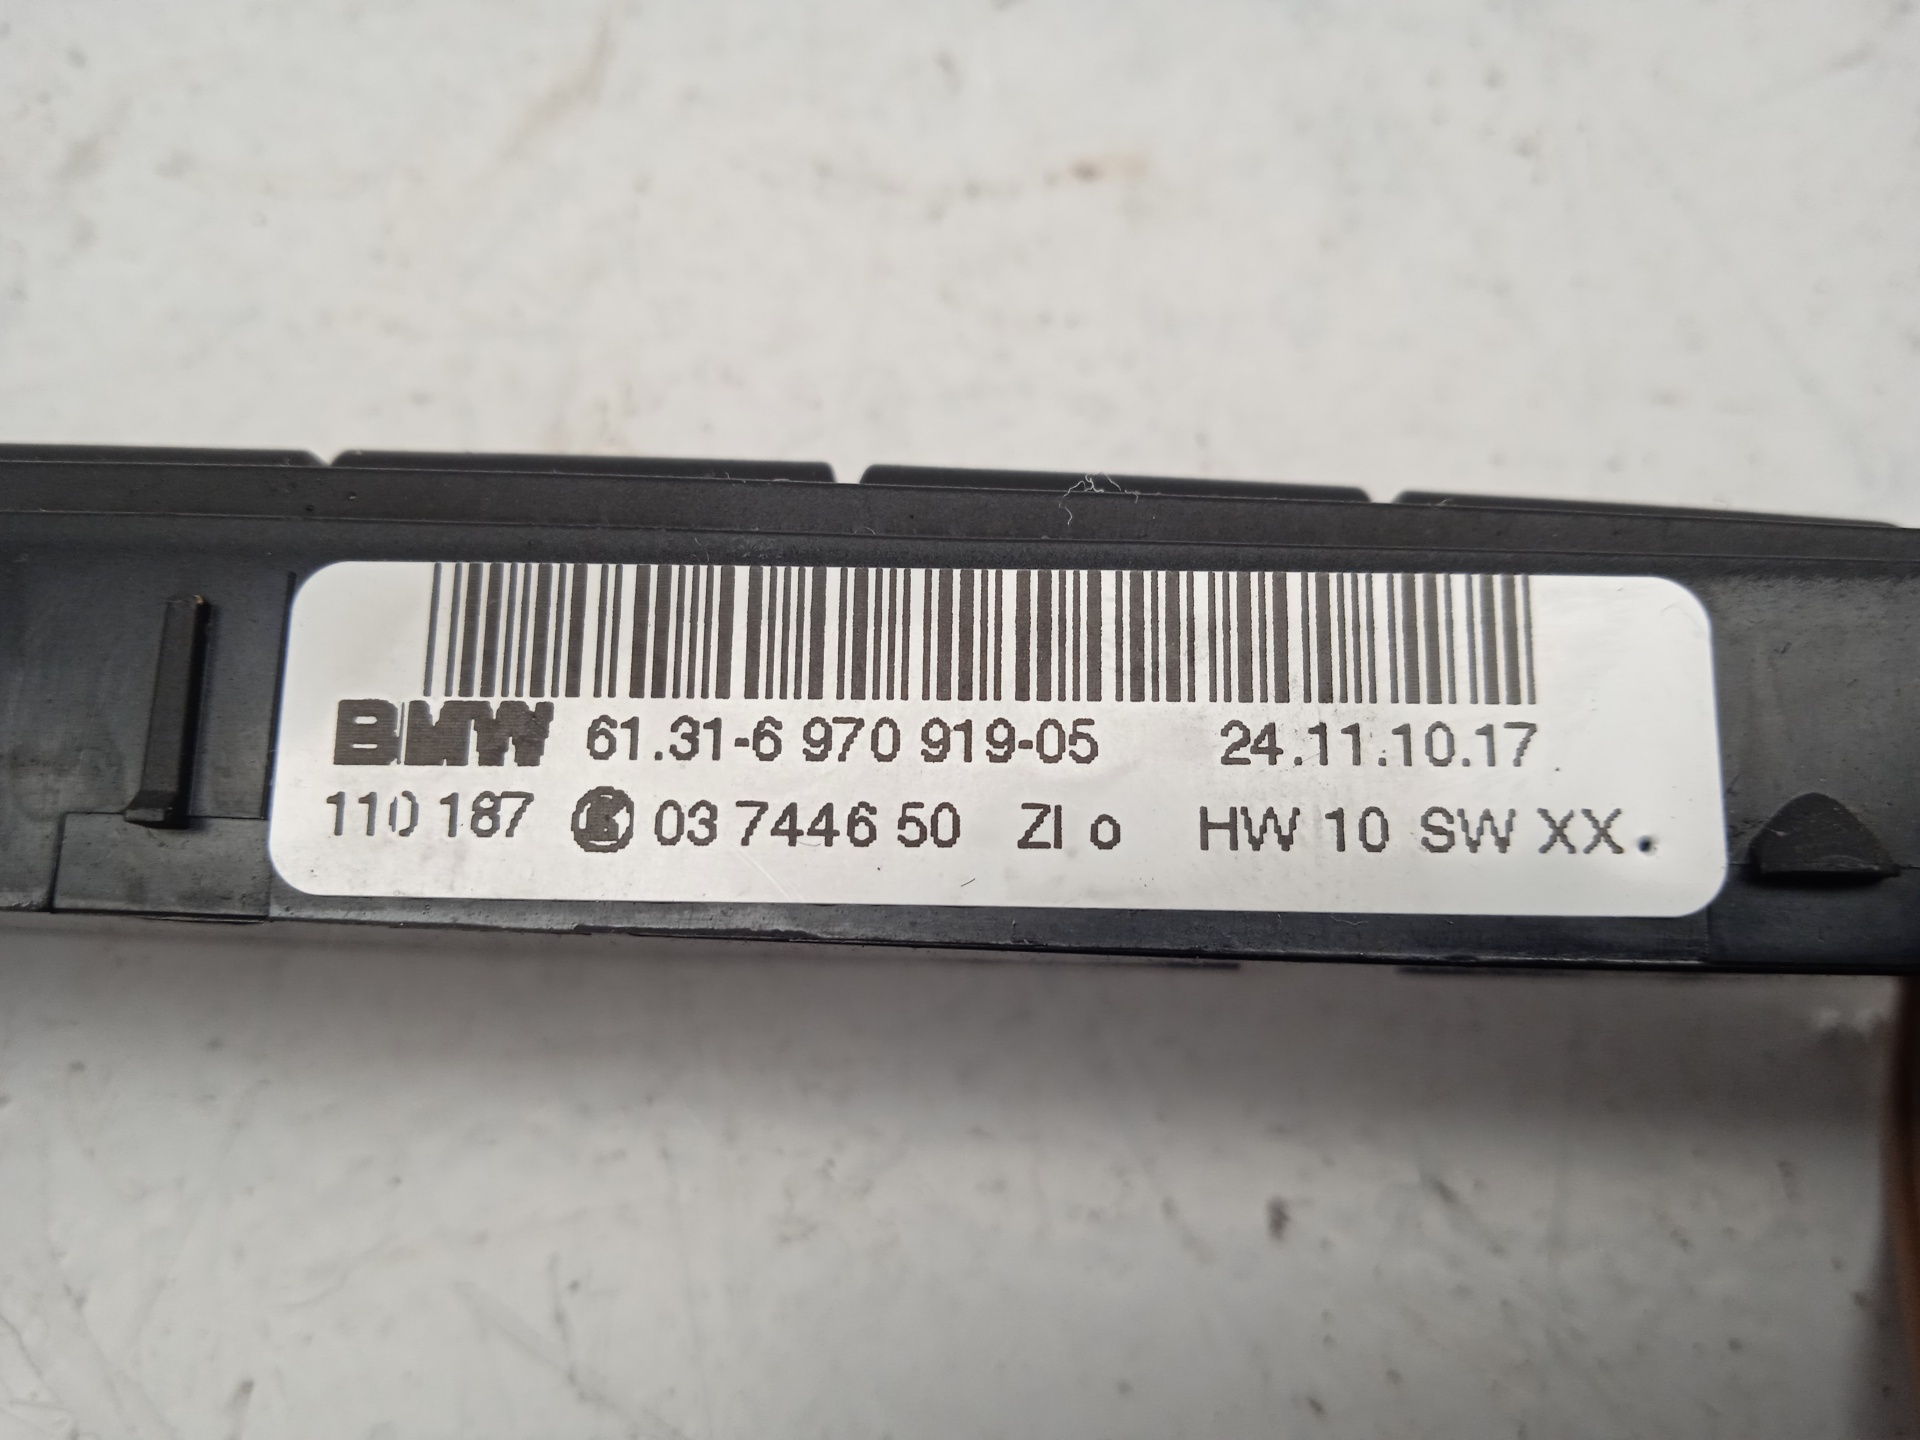 BMW 61.31-6 970 919-05 24.11.10.17
110 187 K 03 7446 50 ZI o HW 10 SW XX.